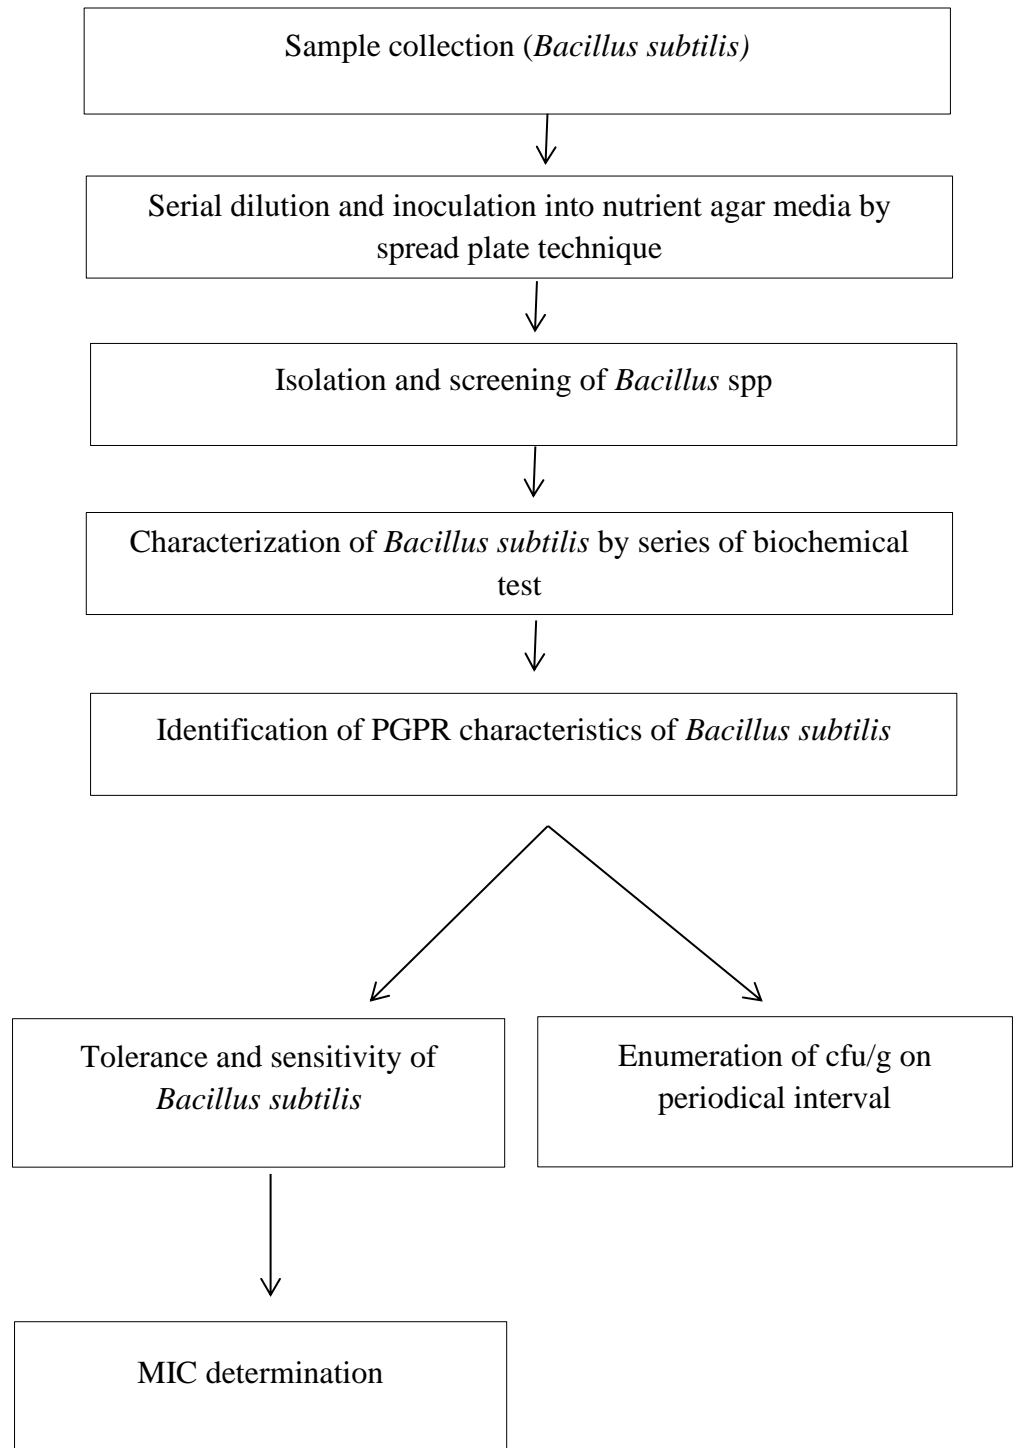 Sample collection (Bacillus subtilis)
Serial dilution and inoculation into nutrient agar media by
spread plate technique
Isolation and screening of Bacillus spp
Characterization of Bacillus subtilis by series of biochemical
test
Identification of PGPR characteristics of Bacillus subtilis
Tolerance and sensitivity of
Bacillus subtilis
Enumeration of cfu/g on
periodical interval
MIC determination